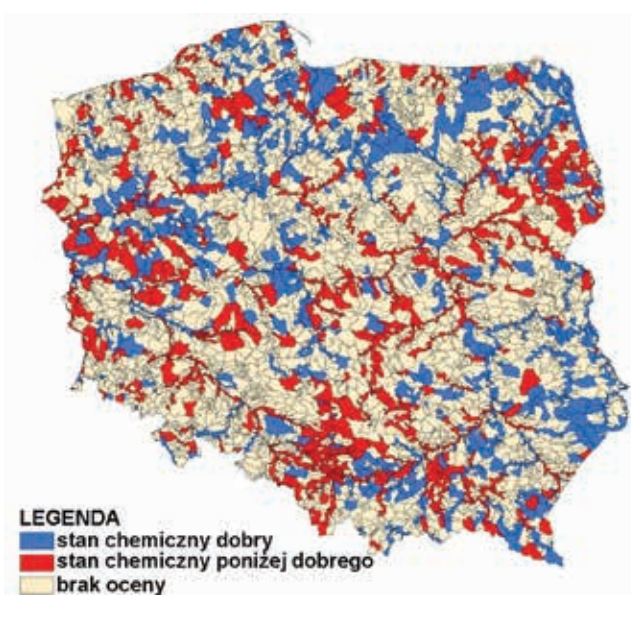 LEGENDA
stan chemiczny dobry
stan chemiczny poniżej dobrego
brak oceny